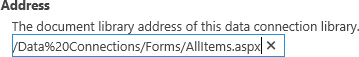 Address
The document library address of this data connection library.
/Data%20Connections/Forms/AllItems.aspx